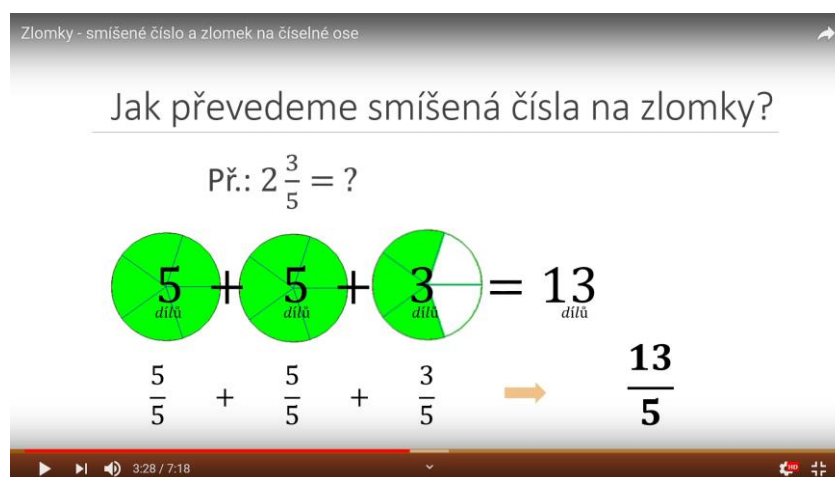 Zlomky - smíšené číslo a zlomek na číselné ose
Jak převedeme smíšená čísla na zlomky?
Př.: 2 3/5 = ?
5 + 5 + 3 = 13
dílů dílů dílů dílů
5/5 + 5/5 + 3/5 13/5
3:28 / 7:18
HD